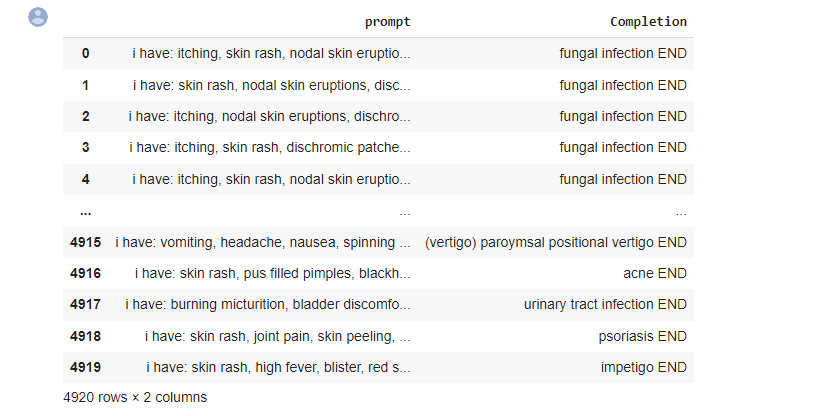 prompt Completion
0 i have: itching, skin rash, nodal skin eruptio... fungal infection END
1 i have: skin rash, nodal skin eruptions, disc... fungal infection END
2 i have: itching, nodal skin eruptions, dischro... fungal infection END
3 i have: itching, skin rash, dischromic patche... fungal infection END
4 i have: itching, skin rash, nodal skin eruptio... fungal infection END
... ... ...
4915 i have: vomiting, headache, nausea, spinning ... (vertigo) paroymsal positional vertigo END
4916 i have: skin rash, pus filled pimples, blackh... acne END
4917 i have: burning micturition, bladder discomfo... urinary tract infection END
4918 i have: skin rash, joint pain, skin peeling, ... psoriasis END
4919 i have: skin rash, high fever, blister, red s... impetigo END
4920 rows × 2 columns